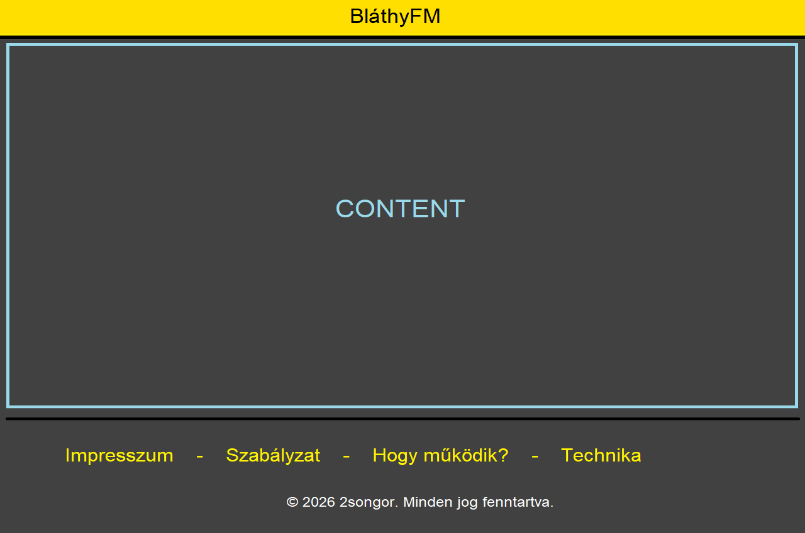 BláthyFM
CONTENT
Impresszum - Szabályzat - Hogy működik? - Technika
© 2026 2songor. Minden jog fenntartva.